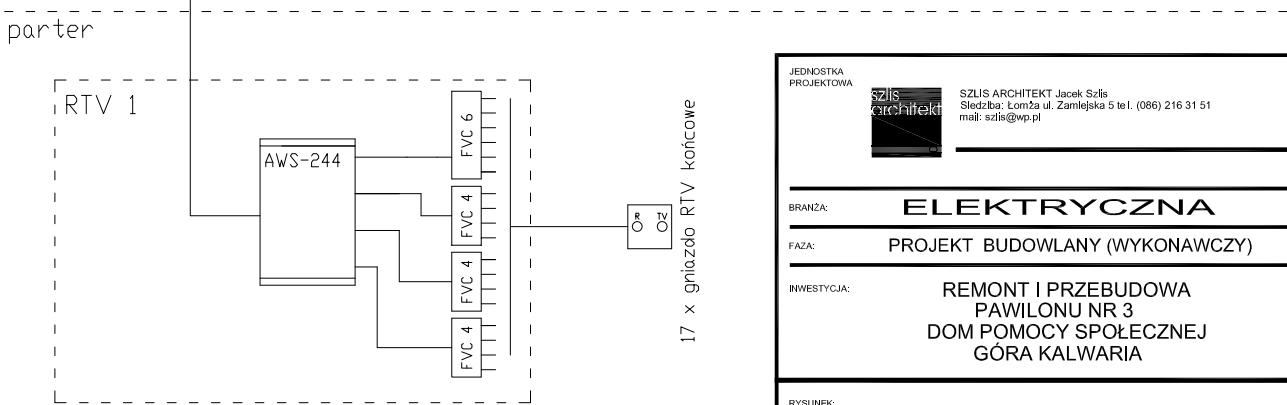 parter
RTV 1
AWS-244
FVC 6
FVC 4
FVC 4
FVC 4
R TV
17 x gniazdo RTV końcowe
JEDNOSTKA
PROJEKTOWA
szlis
architekt
SZLIS ARCHITEKT Jacek Szlis
Siedziba: Łomża ul. Zamiejska 5 tel. (086) 216 31 51
mail: szlis@wp.pl
BRANŻA:
ELEKTRYCZNA
FAZA:
PROJEKT BUDOWLANY (WYKONAWCZY)
INWESTYCJA:
REMONT I PRZEBUDOWA
PAWILONU NR 3
DOM POMOCY SPOŁECZNEJ
GÓRA KALWARIA
RYSUNEK: